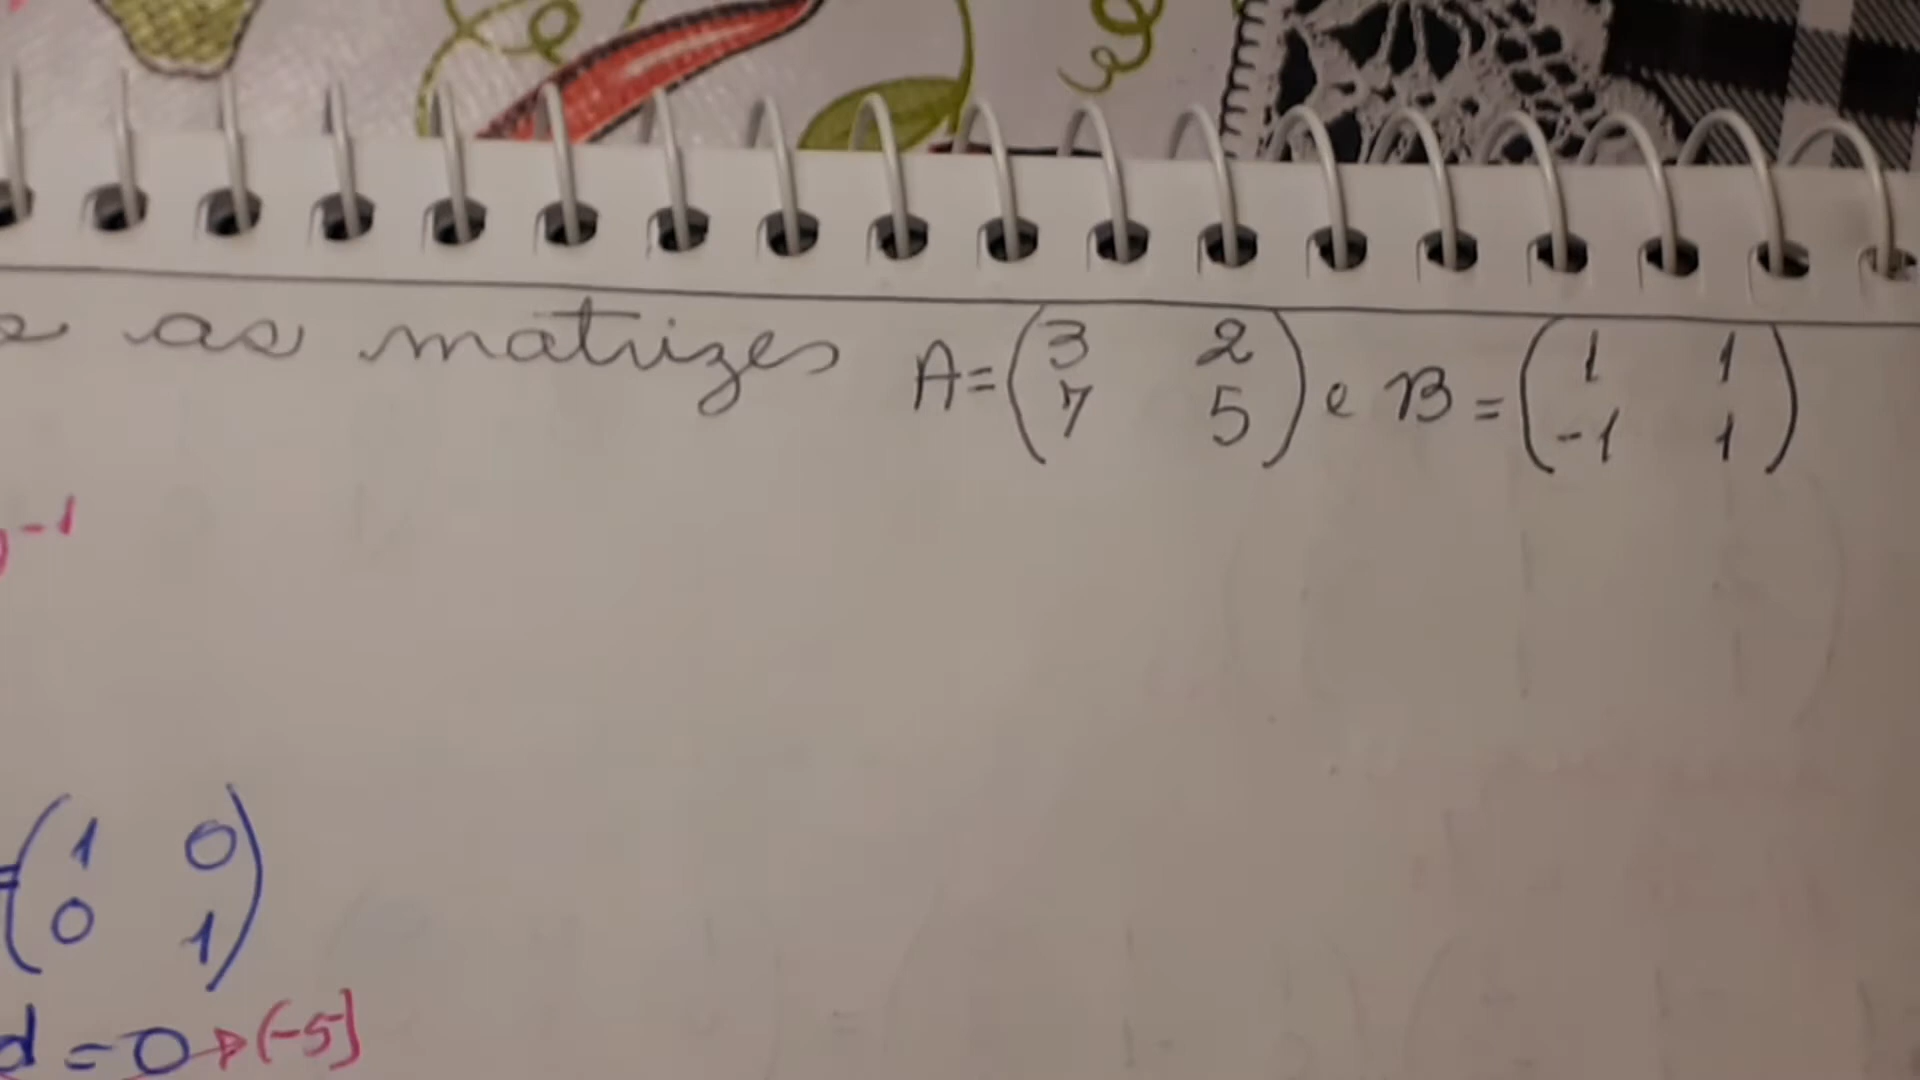 as matrizes A = (3 2 e B = (1 1
7 5) -1 1)
-1
= (1 0
0 1)
d = 0 → (-5)